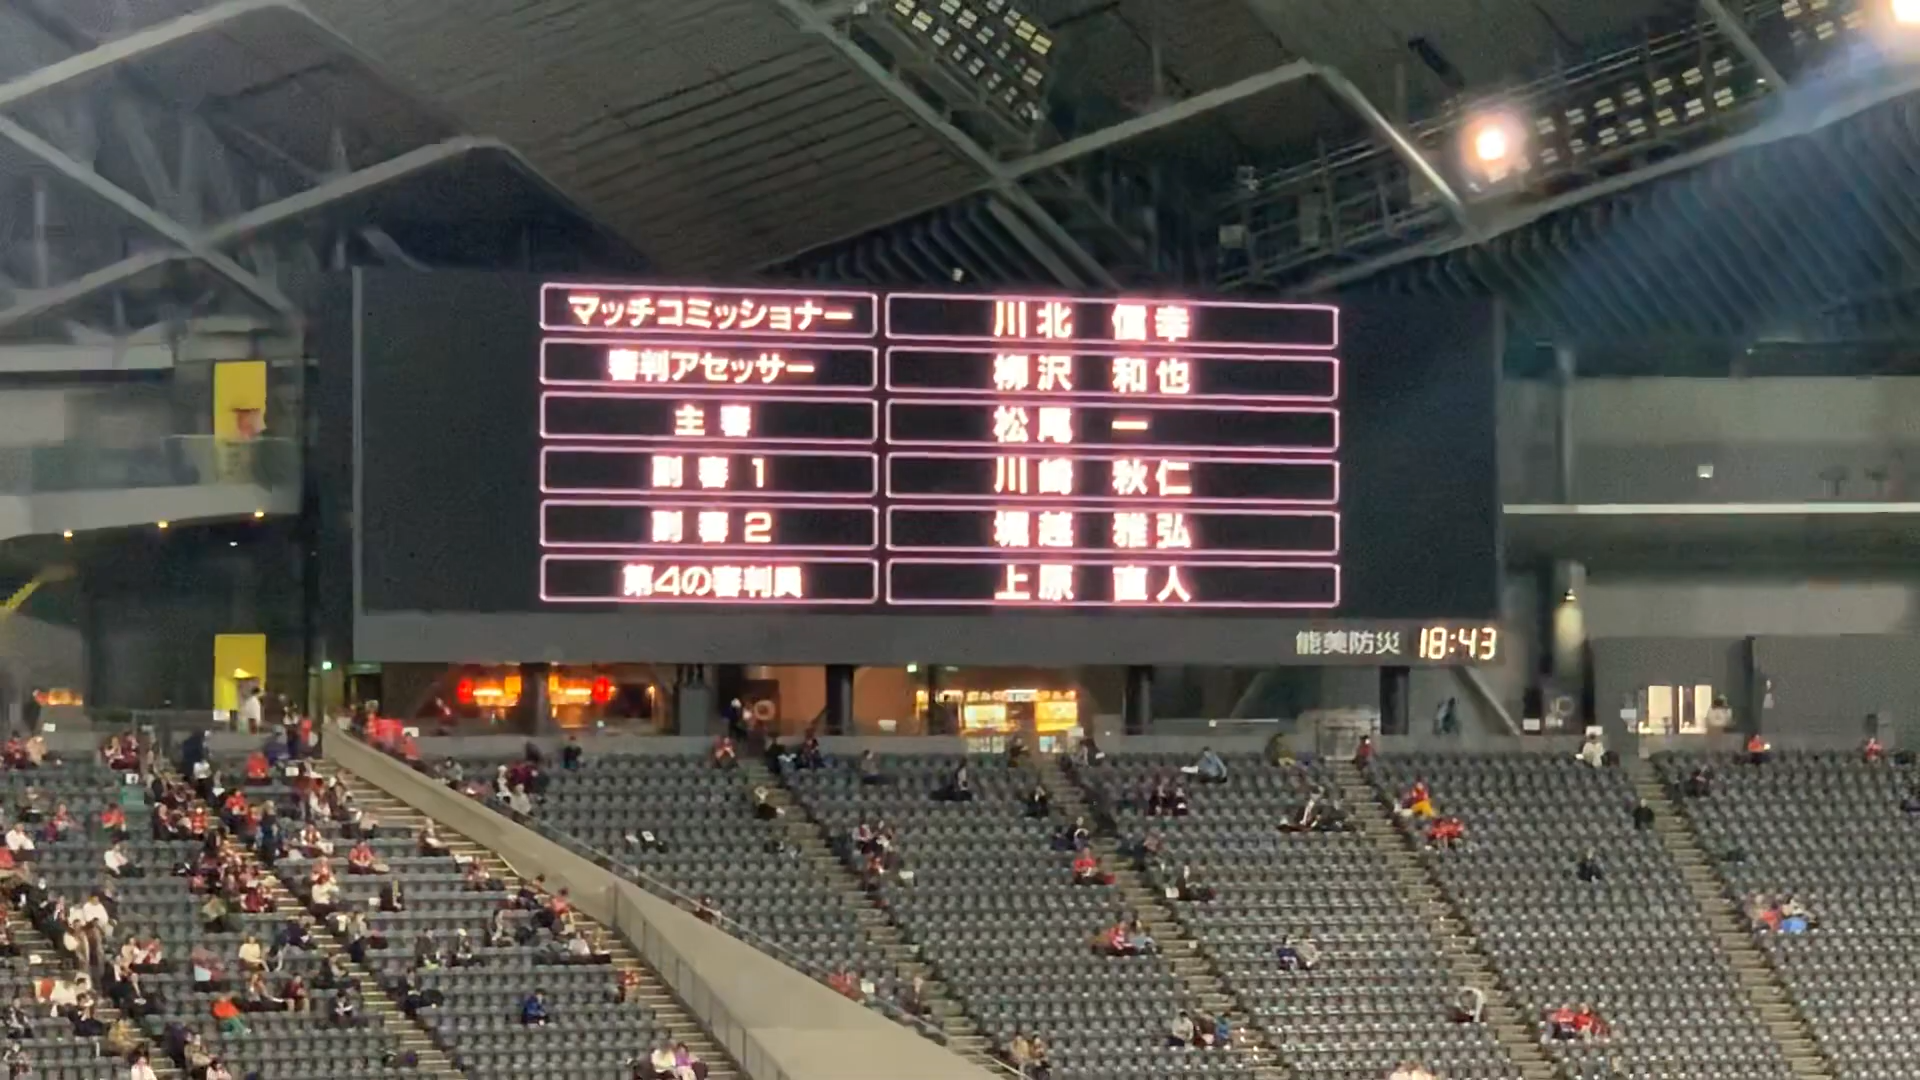 マッチコミッショナー 川北 信幸
審判アセッサー 柳沢 和也
主審 松尾 一
副審1 川崎 秋仁
副審2 堀越 雅弘
第4の審判員 上原 直人
能美防災 18:43